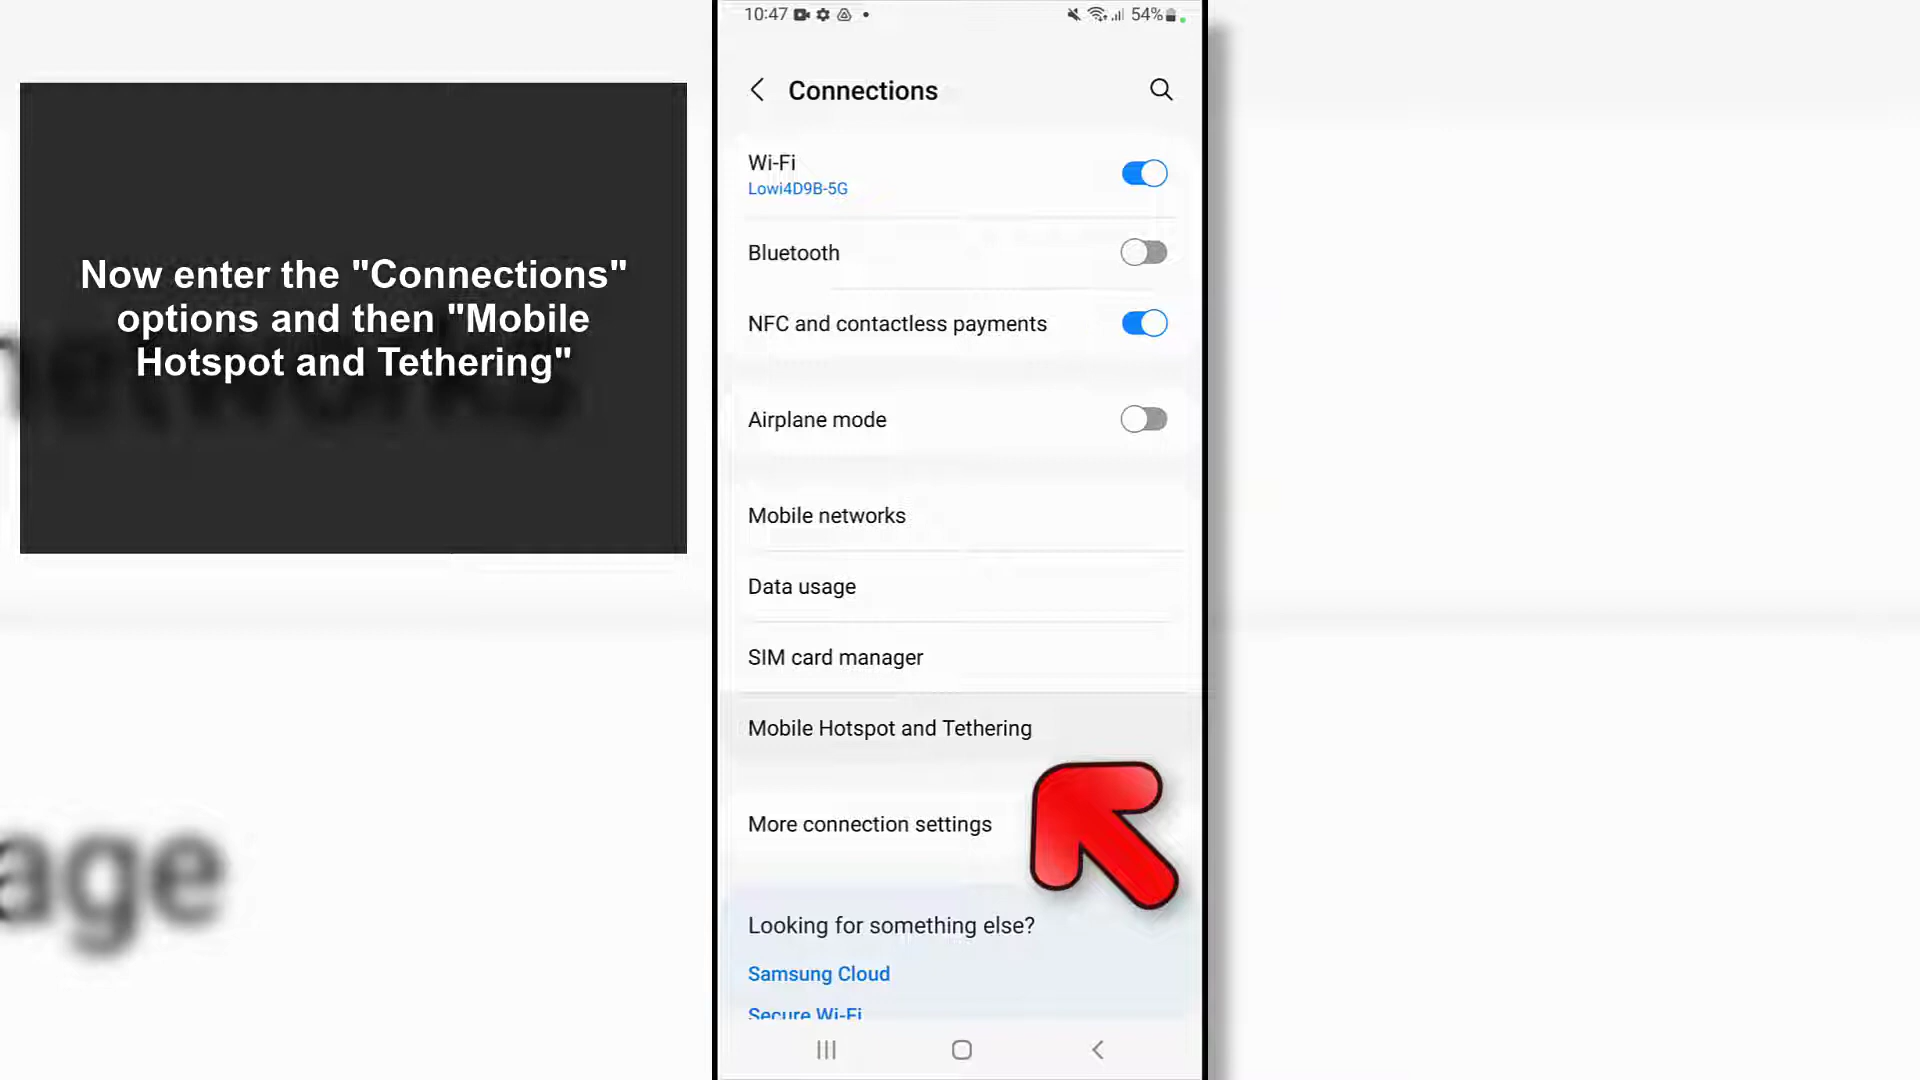 10:47
54%
Connections
Wi-Fi
Lowi4D9B-5G
Bluetooth
NFC and contactless payments
Airplane mode
Mobile networks
Data usage
SIM card manager
Mobile Hotspot and Tethering
More connection settings
Looking for something else?
Samsung Cloud
Secure Wi-Fi
Now enter the "Connections"
options and then "Mobile
Hotspot and Tethering"
age